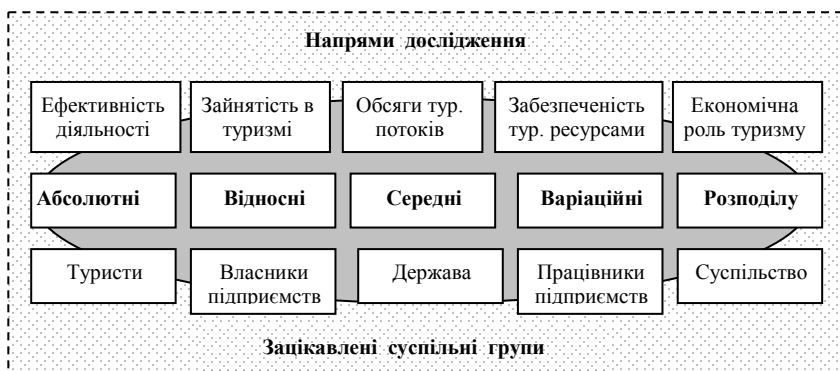 Напрями дослідження
Ефективність
діяльності
Зайнятість в
туризмі
Обсяги тур.
потоків
Забезпеченість
тур. ресурсами
Економічна
роль туризму
Абсолютні
Відносні
Середні
Варіаційні
Розподілу
Туристи
Власники
підприємств
Держава
Працівники
підприємств
Суспільство
Зацікавлені суспільні групи